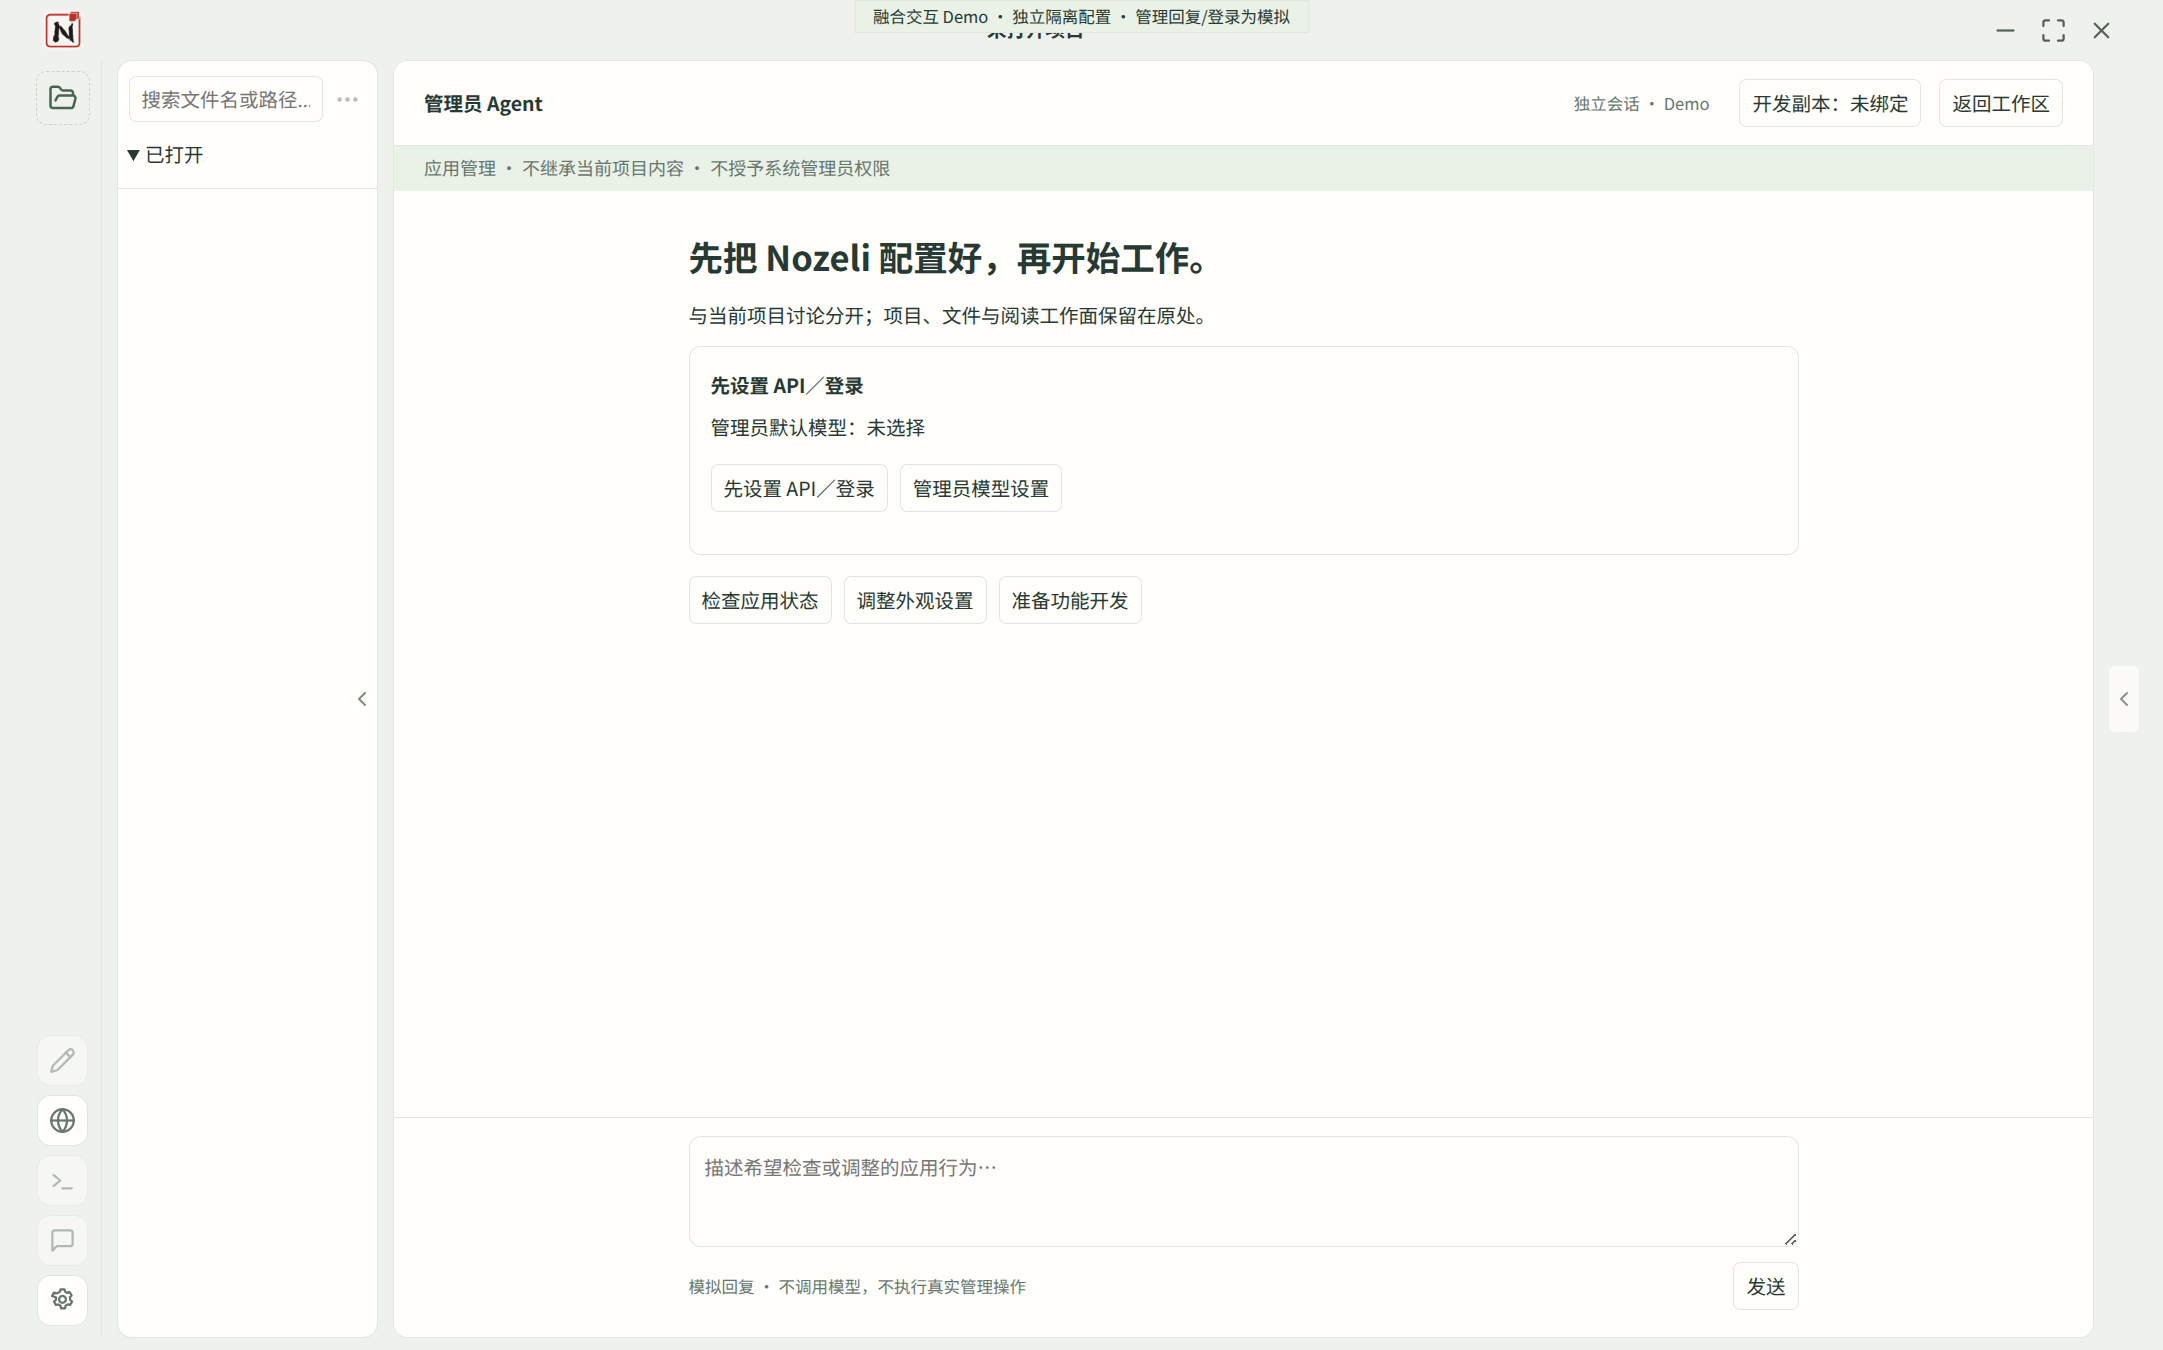 融合交互 Demo · 独立隔离配置 · 管理回复/登录为模拟
N
搜索文件名或路径...
▼ 已打开
管理员 Agent
独立会话 · Demo
开发副本：未绑定
返回工作区
应用管理 · 不继承当前项目内容 · 不授予系统管理员权限
先把 Nozeli 配置好，再开始工作。
与当前项目讨论分开；项目、文件与阅读工作面保留在原处。
先设置 API／登录
管理员默认模型：未选择
先设置 API／登录
管理员模型设置
检查应用状态
调整外观设置
准备功能开发
描述希望检查或调整的应用行为…
模拟回复 · 不调用模型，不执行真实管理操作
发送